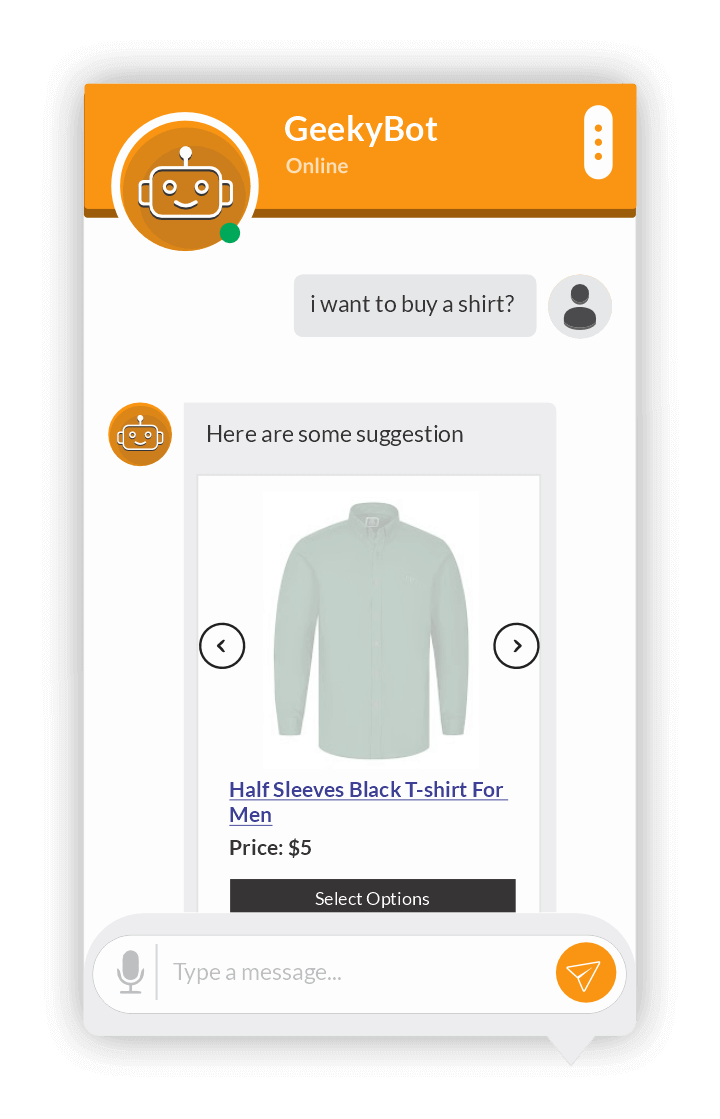 GeekyBot
Online
i want to buy a shirt?
Here are some suggestion
Half Sleeves Black T-shirt For
Men
Price: $5
Select Options
Type a message...